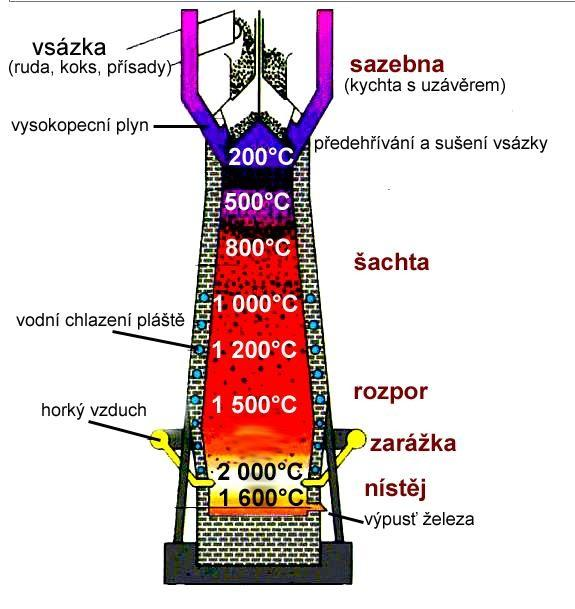 vsázka
(ruda, koks, přísady)
sazebna
(kychta s uzávěrem)
vysokopecní plyn
předehřívání a sušení vsázky
200°C
500°C
800°C
šachta
1 000°C
vodní chlazení pláště
1 200°C
rozpor
1 500°C
horký vzduch
zarážka
2 000°C
nístěj
1 600°C
výpusť železa